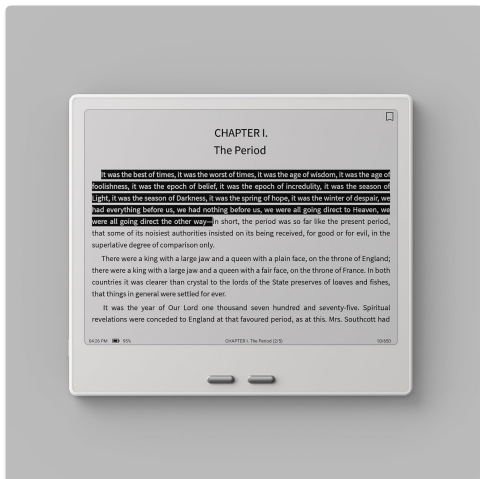 CHAPTER I.
The Period
It was the best of times, it was the worst of times, it was the age of wisdom, it was the age of
foolishness, it was the epoch of belief, it was the epoch of incredulity, it was the season of
Light, it was the season of Darkness, it was the spring of hope, it was the winter of despair, we
had everything before us, we had nothing before us, we were all going direct to Heaven, we
were all going direct the other way—in short, the period was so far like the present period,
that some of its noisiest authorities insisted on its being received, for good or for evil, in the
superlative degree of comparison only.
There were a king with a large jaw and a queen with a plain face, on the throne of England;
there were a king with a large jaw and a queen with a fair face, on the throne of France. In both
countries it was clearer than crystal to the lords of the State preserves of loaves and fishes,
that things in general were settled for ever.
It was the year of Our Lord one thousand seven hundred and seventy-five. Spiritual
revelations were conceded to England at that favoured period, as at this. Mrs. Southcott had
04:26 PM 95% CHAPTER I. The Period (2/5) 10/650